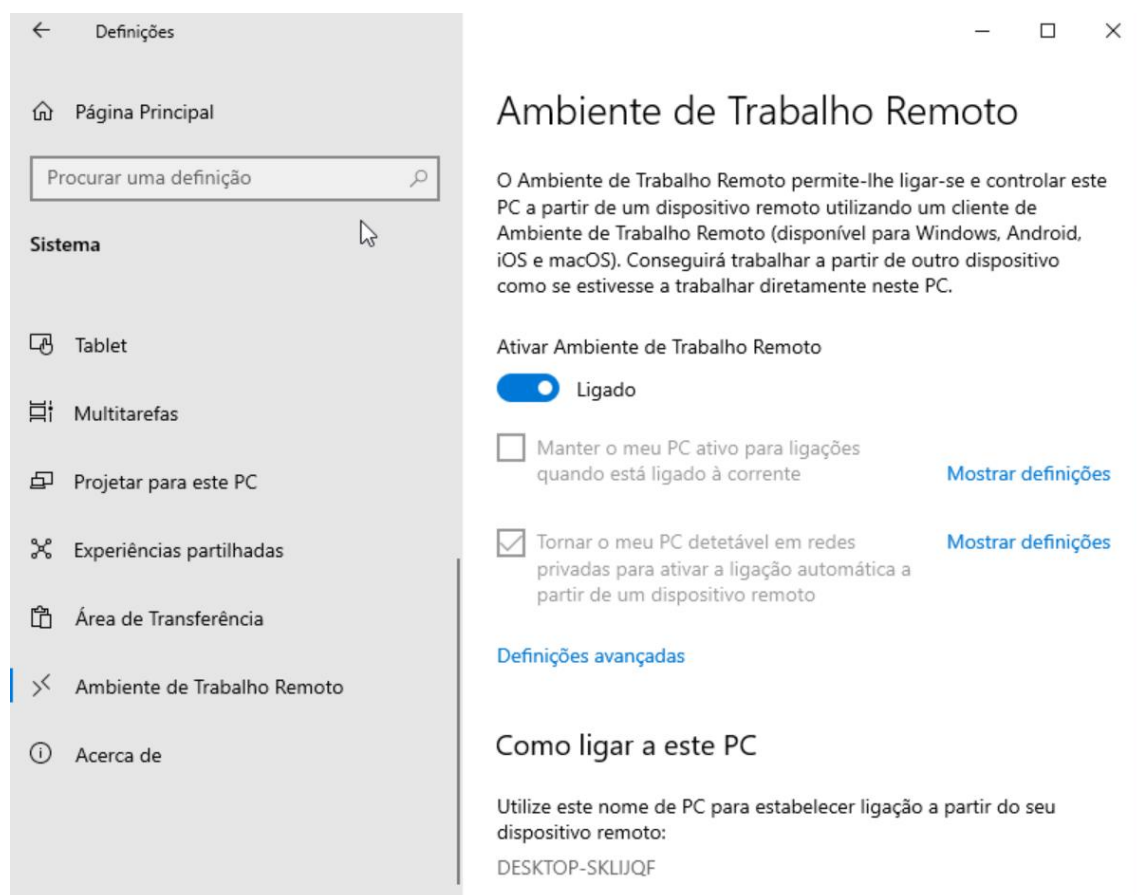 Definições
Página Principal
Procurar uma definição
Sistema
Tablet
Multitarefas
Projetar para este PC
Experiências partilhadas
Área de Transferência
Ambiente de Trabalho Remoto
Acerca de
Ambiente de Trabalho Remoto
O Ambiente de Trabalho Remoto permite-lhe ligar-se e controlar este
PC a partir de um dispositivo remoto utilizando um cliente de
Ambiente de Trabalho Remoto (disponível para Windows, Android,
iOS e macOS). Conseguirá trabalhar a partir de outro dispositivo
como se estivesse a trabalhar diretamente neste PC.
Ativar Ambiente de Trabalho Remoto
Ligado
Manter o meu PC ativo para ligações
quando está ligado à corrente
Mostrar definições
Tornar o meu PC detetável em redes
privadas para ativar a ligação automática a
partir de um dispositivo remoto
Mostrar definições
Definições avançadas
Como ligar a este PC
Utilize este nome de PC para estabelecer ligação a partir do seu
dispositivo remoto:
DESKTOP-SKLIJQF